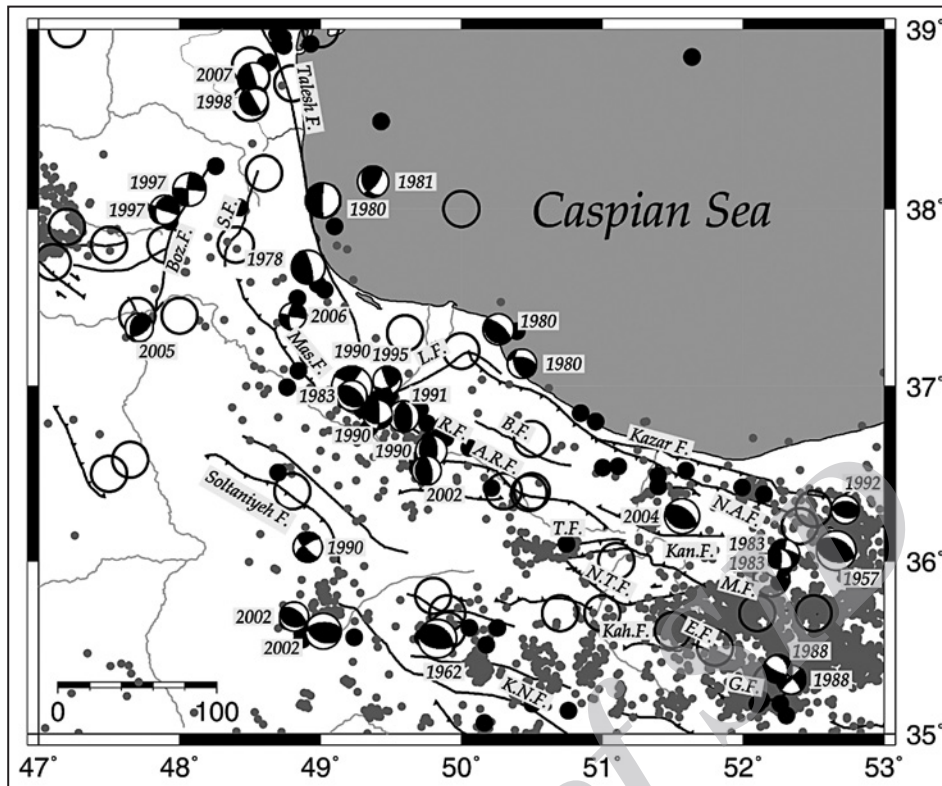 39°
2007
Talesh F.
1998
1997
1981
1997
S.F.
1980
Caspian Sea
38°
Boz.F.
1978
2006
1980
2005
Mas.F.
1990
1995
L.F.
1980
37°
1983
1991
1990
R.F.
B.F.
Kazar F.
1990
A.R.F.
Soltaniyeh F.
2002
N.A.F.
1992
2004
T.F.
1983
36°
1990
Kan.F.
1983
N.T.F.
M.F.
1957
2002
Kah.F.
E.F.
2002
1962
1988
G.F.
1988
K.N.F.
0
100
35°
47°
48°
49°
50°
51°
52°
53°